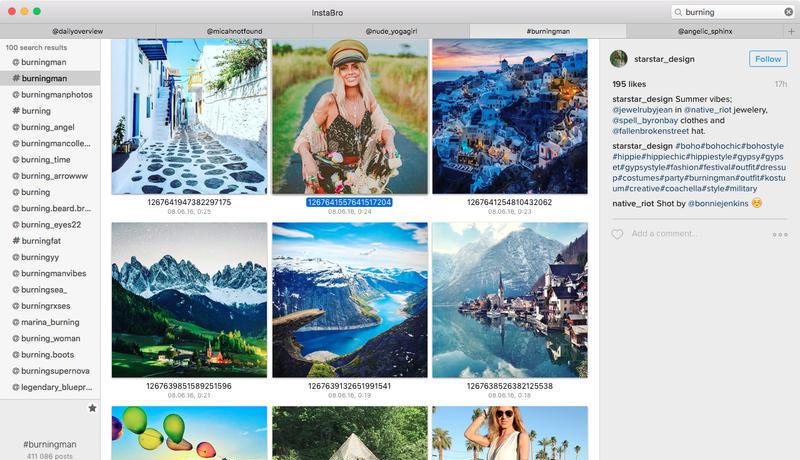 InstaBro
burning
@dailyoverview
@micahnotfound
@nude_yogagirl
#burningman
@angelic_sphinx
100 search results
@ burningman
# burningman
@ burningmanphotos
# burning
@ burning_angel
@ burningmancolle...
@ burning_time
@ burning_arrowww
@ burning
@ burning.beard.br...
@ burning_eyes22
# burningfat
@ burningyy
@ burningmanvibes
@ burningsea_
@ burningrxses
@ marina_burning
@ burning_woman
@ burning.boots
@ burningsupernova
@ legendary_bluepr...
#burningman
411 086 posts
1267641947382297175
08.06.16, 0:25
1267641557641517204
08.06.16, 0:24
1267641254810432062
08.06.16, 0:23
1267639851589251596
08.06.16, 0:21
1267639132651991541
08.06.16, 0:19
1267638526382125538
08.06.16, 0:18
starstar_design
Follow
195 likes
17h
starstar_design Summer vibes;
@jewelrubyjean in @native_riot jewelery,
@spell_byronbay clothes and
@fallenbrokenstreet hat.
starstar_design #boho#bohochic#bohostyle
#hippie#hippiechic#hippiestyle#gypsy#gyps
et#gypsystyle#fashion#festival#outfit#dressu
p#costumes#party#burningman#outfit#kostu
um#creative#coachella#style#military
native_riot Shot by @bonniejenkins ☺️
Add a comment...